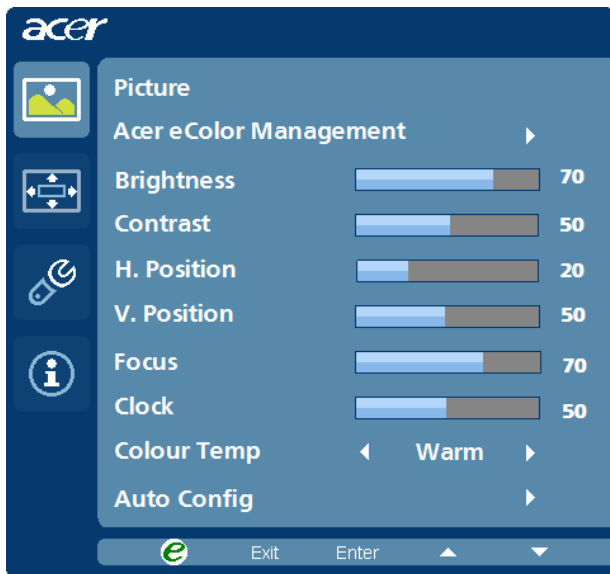 acer
Picture
Acer eColor Management
Brightness 70
Contrast 50
H. Position 20
V. Position 50
Focus 70
Clock 50
Colour Temp Warm
Auto Config
e Exit Enter